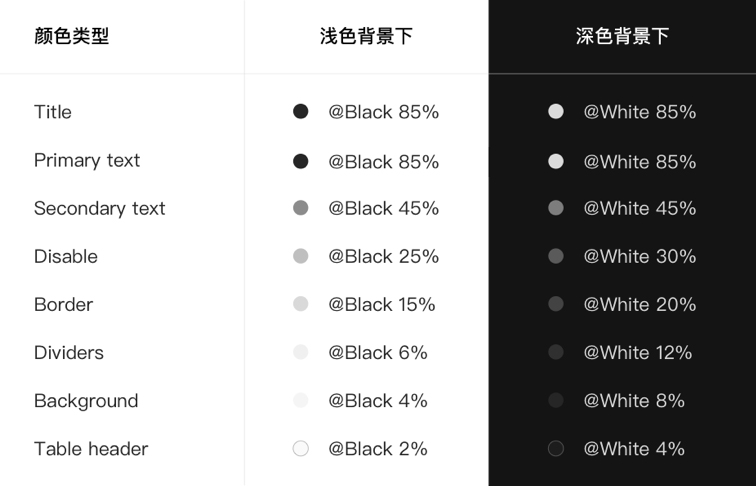 颜色类型 浅色背景下 深色背景下
Title @Black 85% @White 85%
Primary text @Black 85% @White 85%
Secondary text @Black 45% @White 45%
Disable @Black 25% @White 30%
Border @Black 15% @White 20%
Dividers @Black 6% @White 12%
Background @Black 4% @White 8%
Table header @Black 2% @White 4%